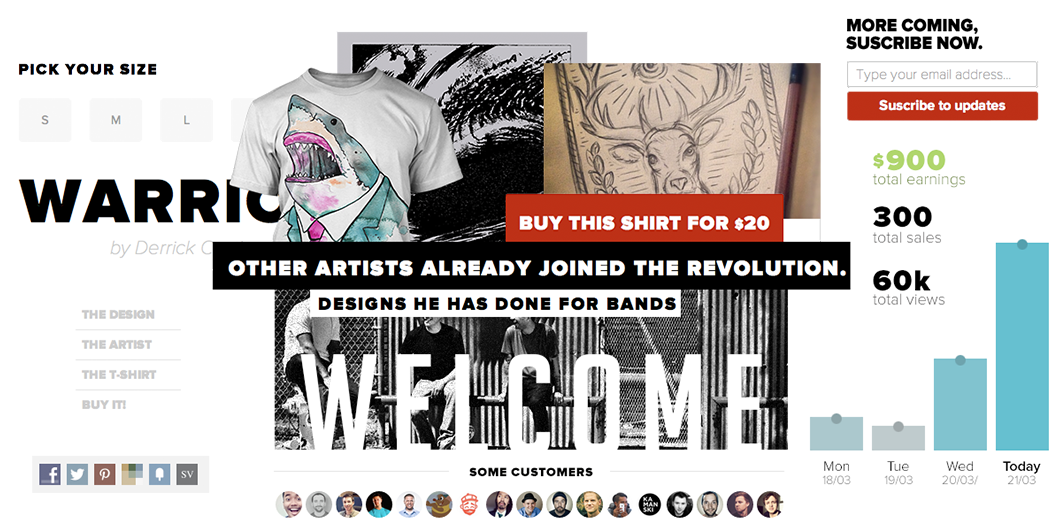 PICK YOUR SIZE
S
M
L
WARRIO
by Derrick C
THE DESIGN
THE ARTIST
THE T-SHIRT
BUY IT!
f
SV
BUY THIS SHIRT FOR $20
OTHER ARTISTS ALREADY JOINED THE REVOLUTION.
DESIGNS HE HAS DONE FOR BANDS
WELCOME
SOME CUSTOMERS
KA
MAN
SKI
MORE COMING,
SUSCRIBE NOW.
Type your email address...
Suscribe to updates
$900
total earnings
300
total sales
60k
total views
Mon
18/03
Tue
19/03
Wed
20/03/
Today
21/03